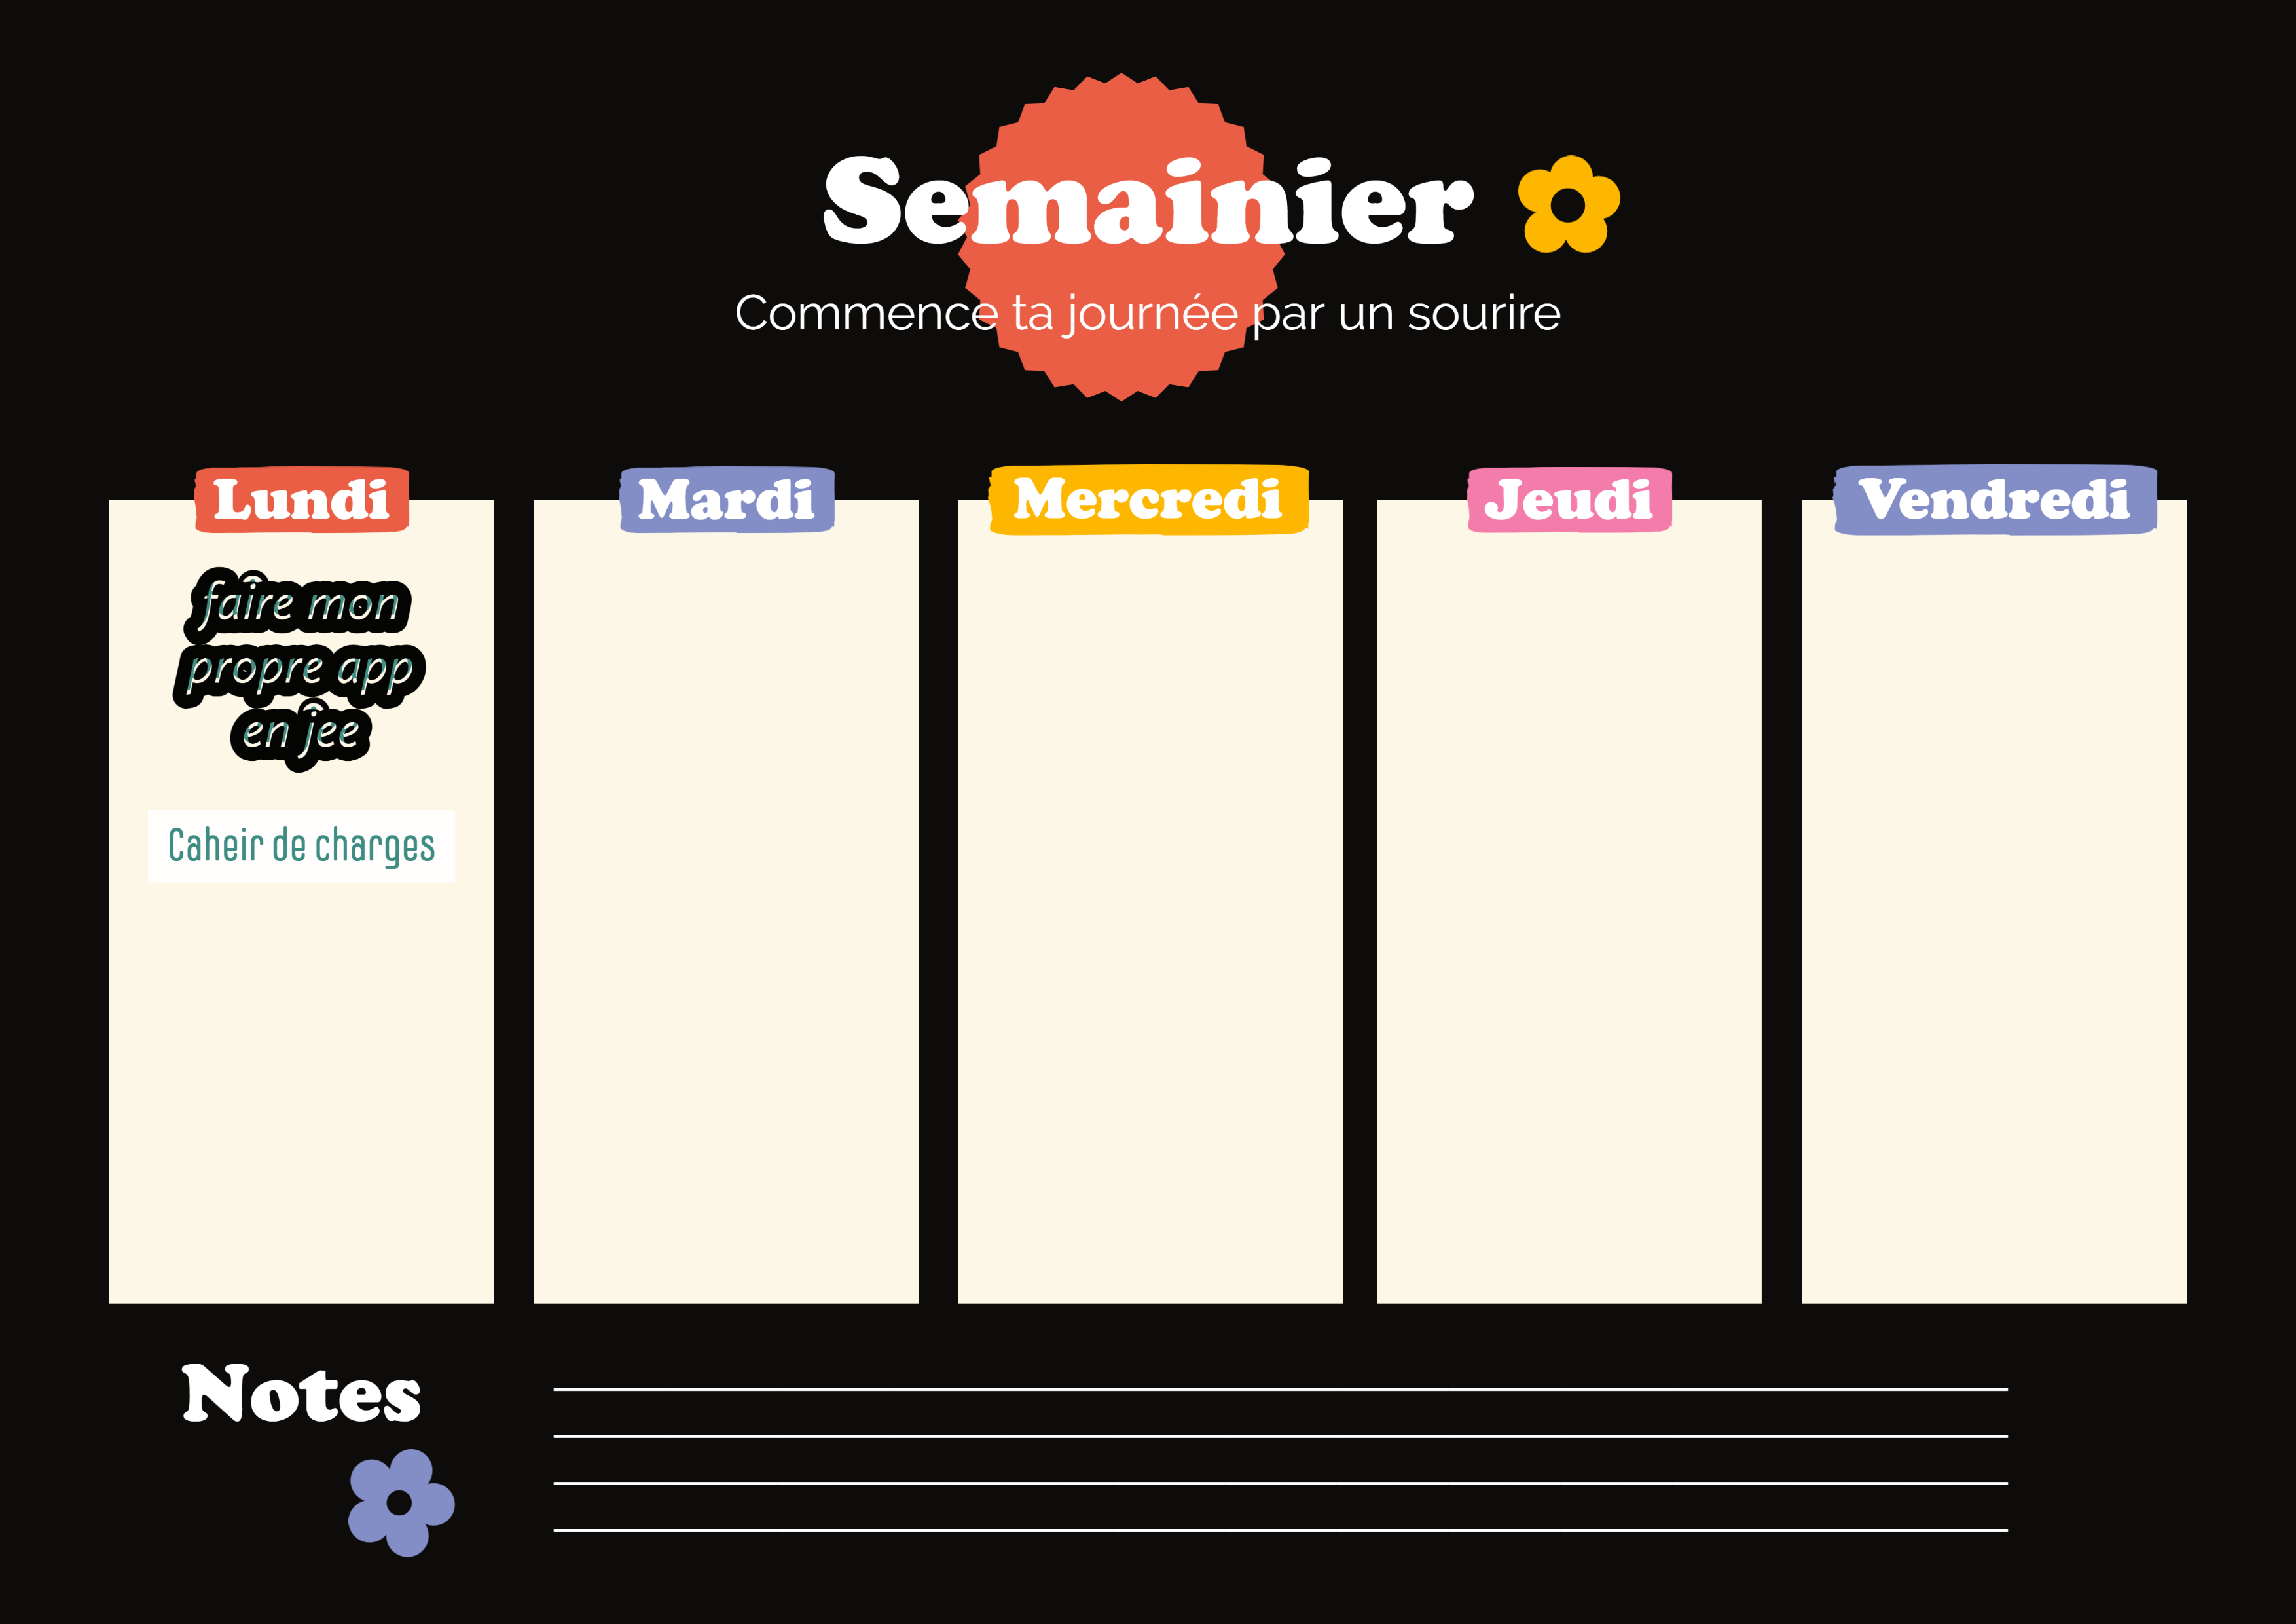 Semainier
Commence ta journée par un sourire
Lundi
Mardi
Mercredi
Jeudi
Vendredi
faire mon
propre app
en jee
Caheir de charges
Notes